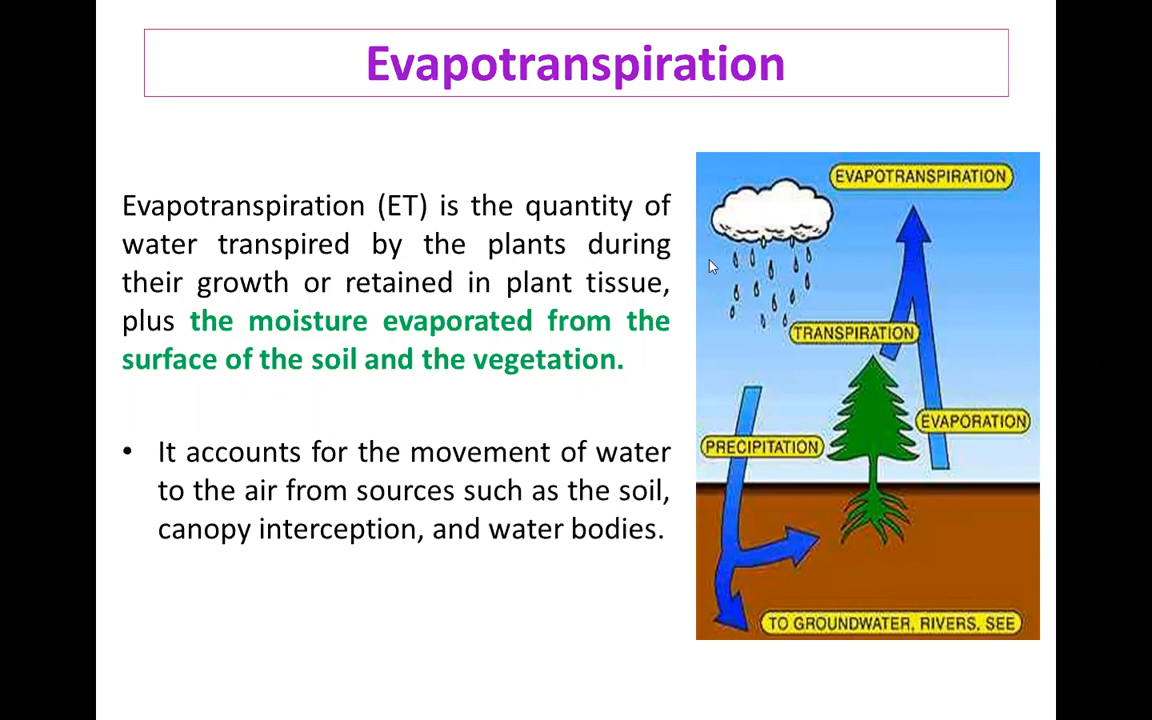 Evapotranspiration
Evapotranspiration (ET) is the quantity of
water transpired by the plants during
their growth or retained in plant tissue,
plus the moisture evaporated from the
surface of the soil and the vegetation.
• It accounts for the movement of water
to the air from sources such as the soil,
canopy interception, and water bodies.
EVAPOTRANSPIRATION
TRANSPIRATION
EVAPORATION
PRECIPITATION
TO GROUNDWATER, RIVERS. SEE